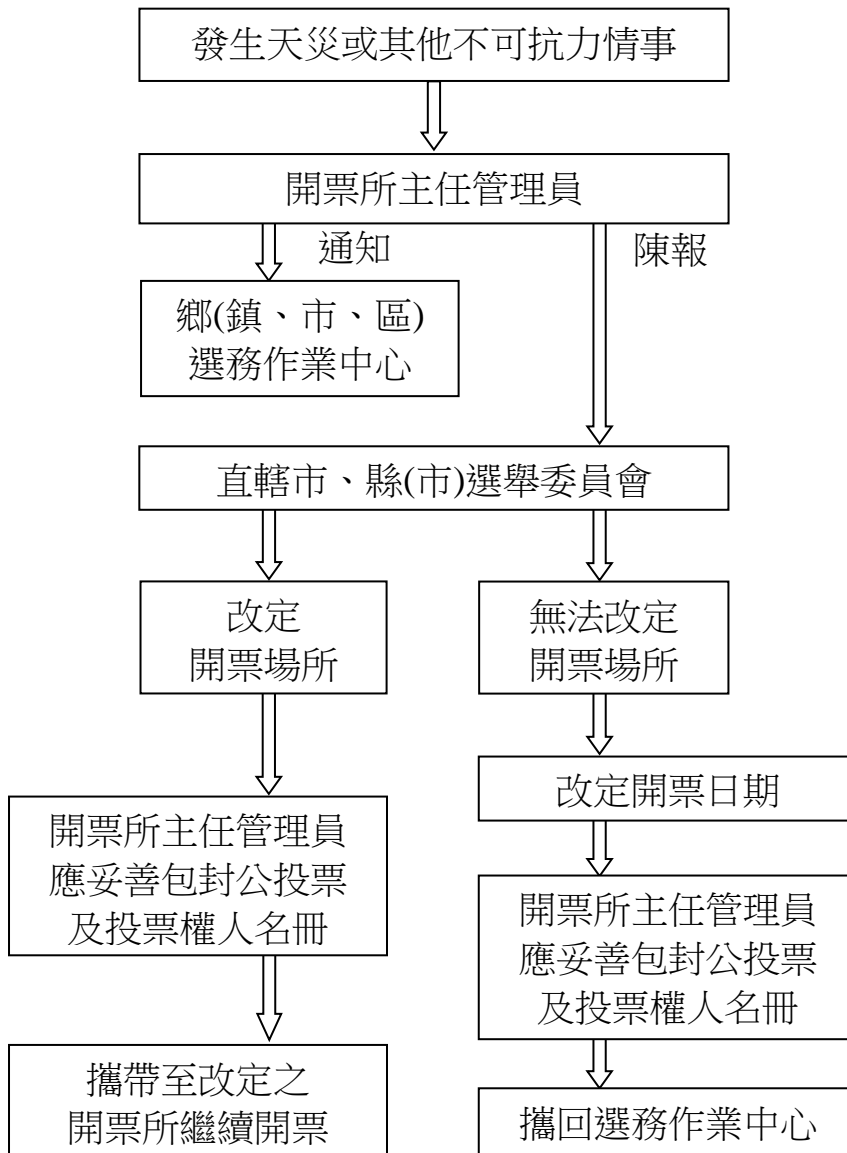 發生天災或其他不可抗力情事
開票所主任管理員
通知
陳報
鄉(鎮、市、區)
選務作業中心
直轄市、縣(市)選舉委員會
改定
開票場所
無法改定
開票場所
改定開票日期
開票所主任管理員
應妥善包封公投票
及投票權人名冊
開票所主任管理員
應妥善包封公投票
及投票權人名冊
攜帶至改定之
開票所繼續開票
攜回選務作業中心